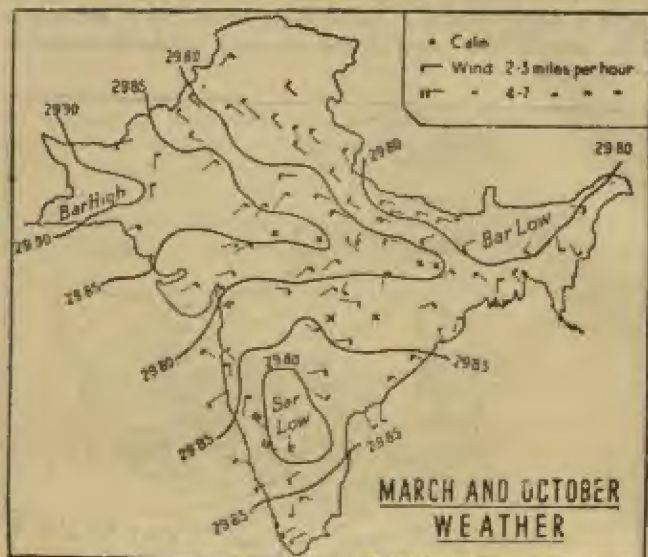 • Calm
Wind 2-3 miles per hour
" 4-7 " " "
29 80
29 85
29 90
29 80
29 80
Bar High
Bar Low
29 90
29 85
29 80
29 80
29 85
Bar
Low
29 85
29 85
29 85
MARCH AND OCTOBER
WEATHER